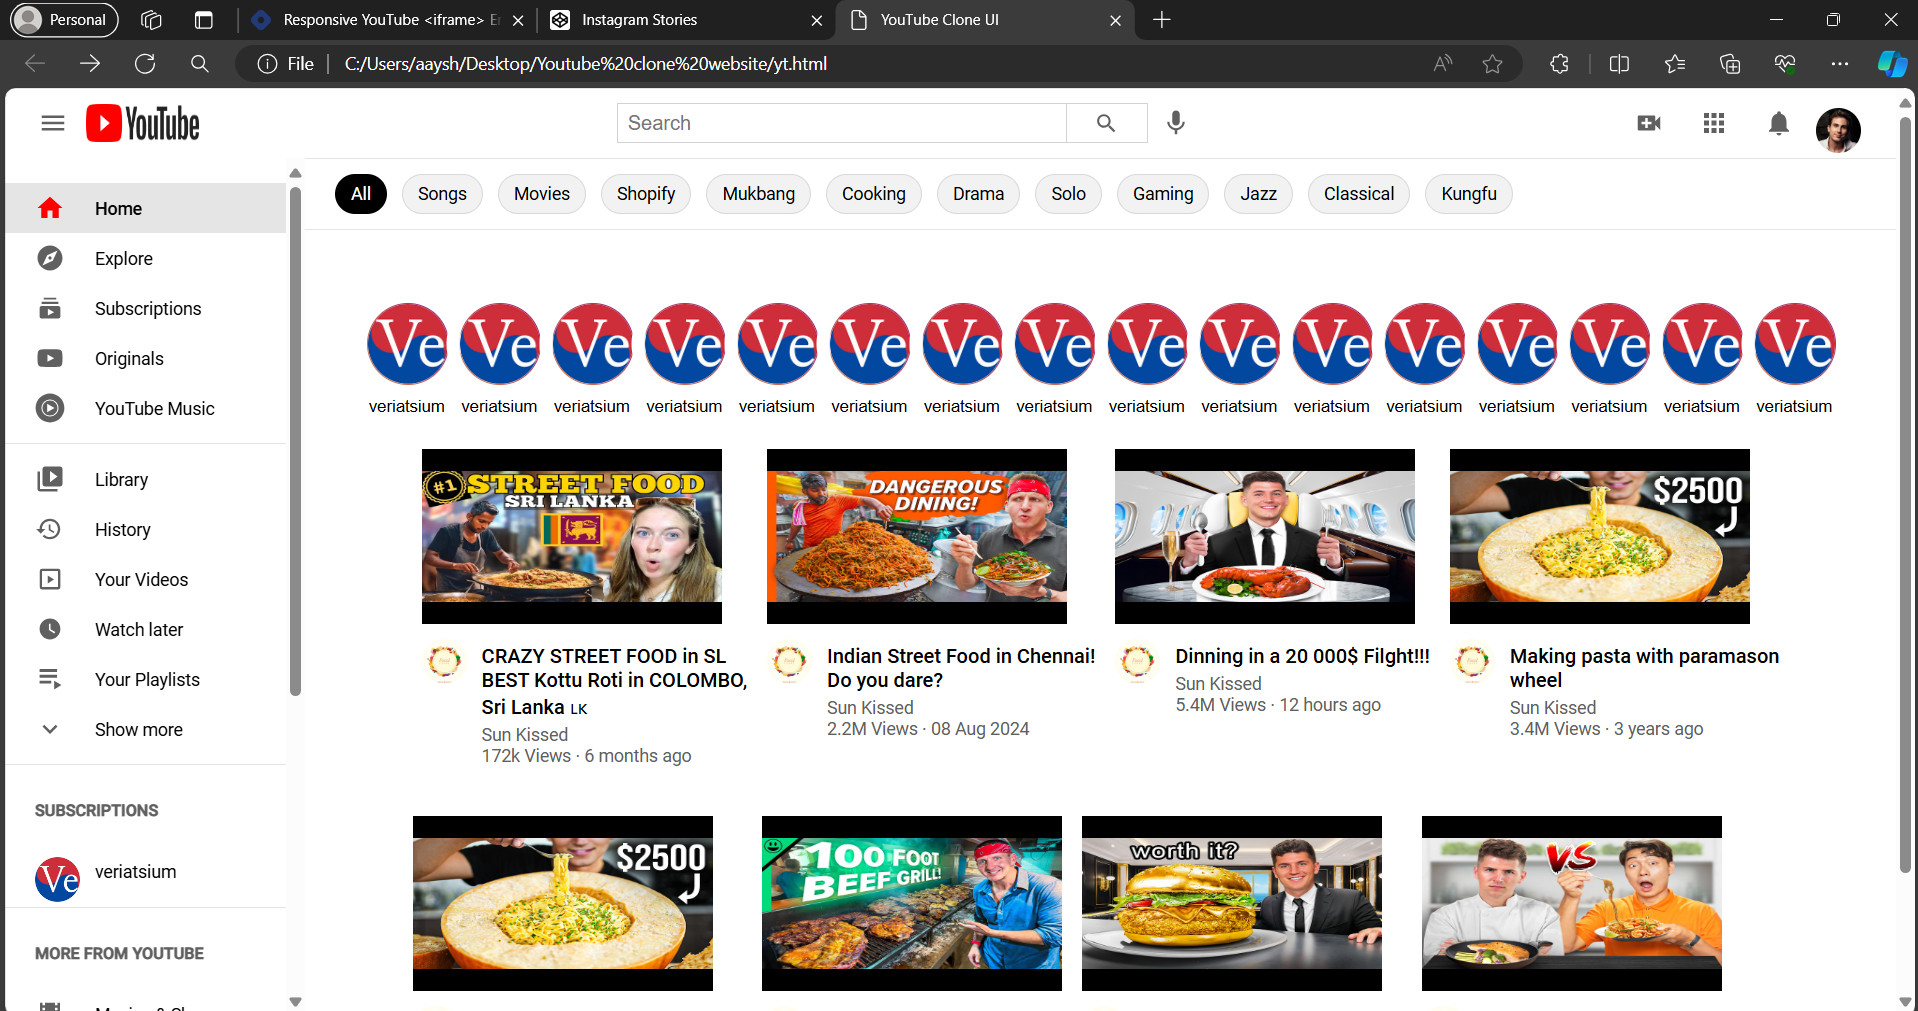 Personal
Responsive YouTube <iframe> Er
Instagram Stories
YouTube Clone UI
File
C:/Users/aaysh/Desktop/Youtube%20clone%20website/yt.html
YouTube
Search
All
Songs
Movies
Shopify
Mukbang
Cooking
Drama
Solo
Gaming
Jazz
Classical
Kungfu
Home
Explore
Subscriptions
Originals
YouTube Music
Library
History
Your Videos
Watch later
Your Playlists
Show more
SUBSCRIPTIONS
Ve
veriatsium
MORE FROM YOUTUBE
Ve Ve Ve Ve Ve Ve Ve Ve Ve Ve Ve Ve Ve Ve Ve Ve
veriatsium veriatsium veriatsium veriatsium veriatsium veriatsium veriatsium veriatsium veriatsium veriatsium veriatsium veriatsium veriatsium veriatsium veriatsium veriatsium
#1 STREET FOOD
SRI LANKA
CRAZY STREET FOOD in SL
BEST Kottu Roti in COLOMBO,
Sri Lanka LK
Sun Kissed
172k Views · 6 months ago
DANGEROUS
DINING!
Indian Street Food in Chennai!
Do you dare?
Sun Kissed
2.2M Views · 08 Aug 2024
Dinning in a 20 000$ Filght!!!
Sun Kissed
5.4M Views · 12 hours ago
$2500
Making pasta with paramason
wheel
Sun Kissed
3.4M Views · 3 years ago
$2500
100 FOOT
BEEF GRILL!
worth it?
VS